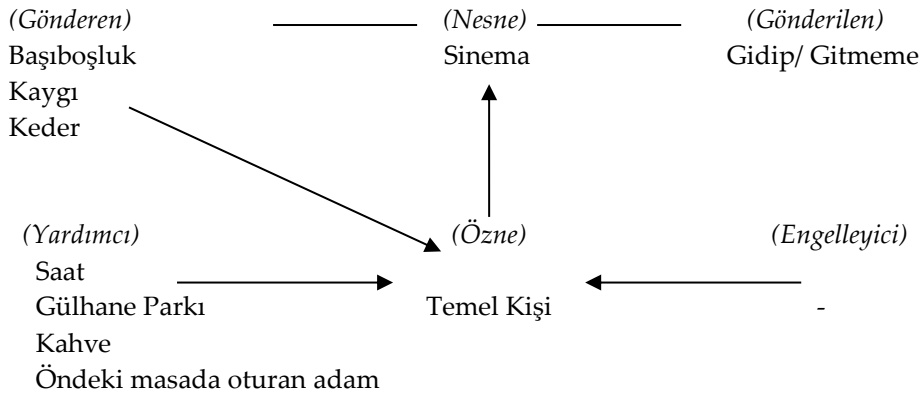 (Gönderen) (Nesne) (Gönderilen)
Başıboşluk Sinema Gidip/ Gitmeme
Kaygı
Keder
(Yardımcı) (Özne) (Engelleyici)
Saat
Gülhane Parkı Temel Kişi -
Kahve
Öndeki masada oturan adam